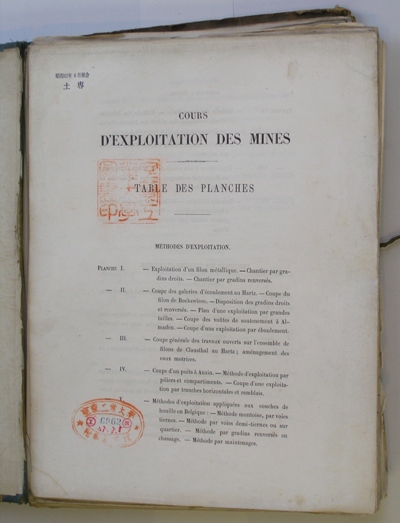 土専
COURS
D'EXPLOITATION DES MINES
TABLE DES PLANCHES
MÉTHODES D'EXPLOITATION.
PLANCHE I. — Exploitation d'un filon métallique. — Chantier par gra-
dins droits. — Chantier par gradins renversés.
— II. — Coupe des galeries d'écoulement au Hartz. — Coupe du
filon de — Disposition des gradins droits
et renversés. — Plan d'une exploitation par grandes
tailles. — Coupe des voûtes de soutènement à Al-
maden. — Coupe d'une exploitation par éboulement.
— III. — Coupe générale des travaux ouverts sur l'ensemble de
filons de Clausthal au Hartz; aménagement des
eaux motrices.
— IV. — Coupe d'un puits à Anzin. — Méthode d'exploitation par
piliers et compartiments. — Coupe d'une exploita-
tion par tranches horizontales et remblais.
— V. — Méthodes d'exploitation appliquées aux couches de
houille en Belgique: — Méthode montoise, par voies
tiernes. — Méthode par voies demi-tiernes ou sur
quartier. — Méthode par gradins renversés ou
chassage. — Méthode par maintenages.